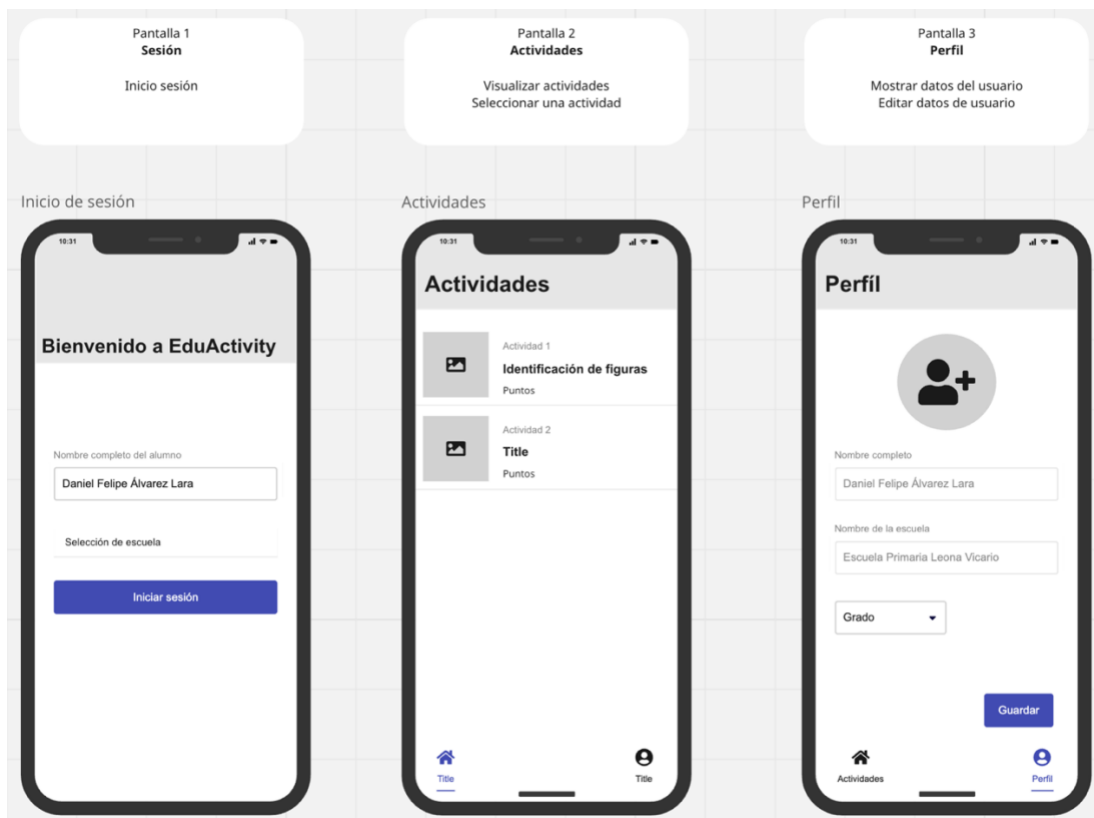 Pantalla 1
Sesión
Inicio sesión
Pantalla 2
Actividades
Visualizar actividades
Seleccionar una actividad
Pantalla 3
Perfil
Mostrar datos del usuario
Editar datos de usuario
Inicio de sesión
10:31
Bienvenido a EduActivity
Nombre completo del alumno
Daniel Felipe Álvarez Lara
Selección de escuela
Iniciar sesión
Actividades
10:31
Actividades
Actividad 1
Identificación de figuras
Puntos
Actividad 2
Title
Puntos
Title
Title
Perfil
10:31
Perfíl
Nombre completo
Daniel Felipe Álvarez Lara
Nombre de la escuela
Escuela Primaria Leona Vicario
Grado
Guardar
Actividades
Perfil